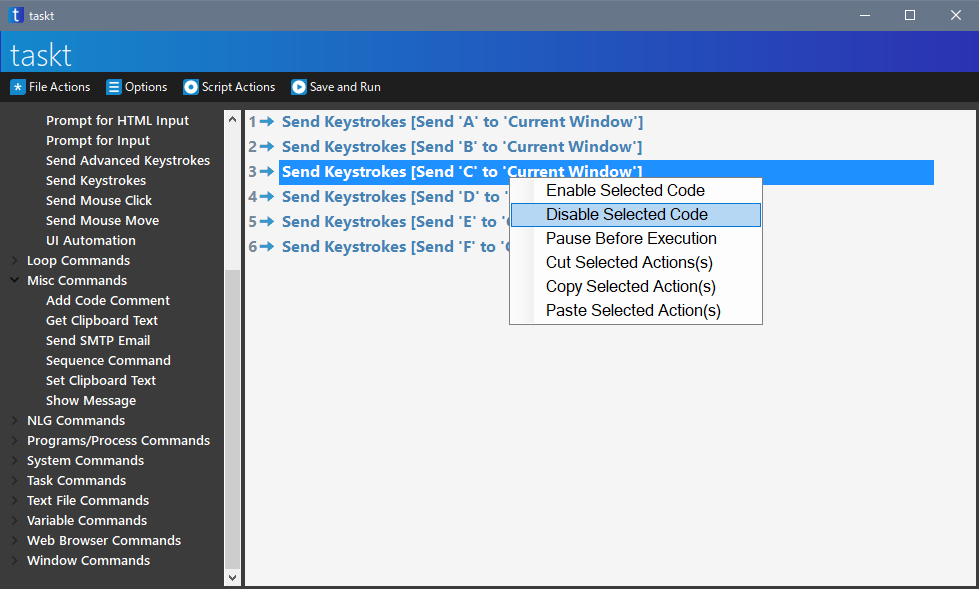 taskt
taskt
File Actions Options Script Actions Save and Run
Prompt for HTML Input
Prompt for Input
Send Advanced Keystrokes
Send Keystrokes
Send Mouse Click
Send Mouse Move
UI Automation
Loop Commands
Misc Commands
Add Code Comment
Get Clipboard Text
Send SMTP Email
Sequence Command
Set Clipboard Text
Show Message
NLG Commands
Programs/Process Commands
System Commands
Task Commands
Text File Commands
Variable Commands
Web Browser Commands
Window Commands
1 Send Keystrokes [Send 'A' to 'Current Window']
2 Send Keystrokes [Send 'B' to 'Current Window']
3 Send Keystrokes [Send 'C' to 'Current Window']
4 Send Keystrokes [Send 'D' to '
5 Send Keystrokes [Send 'E' to '
6 Send Keystrokes [Send 'F' to '
Enable Selected Code
Disable Selected Code
Pause Before Execution
Cut Selected Actions(s)
Copy Selected Action(s)
Paste Selected Action(s)